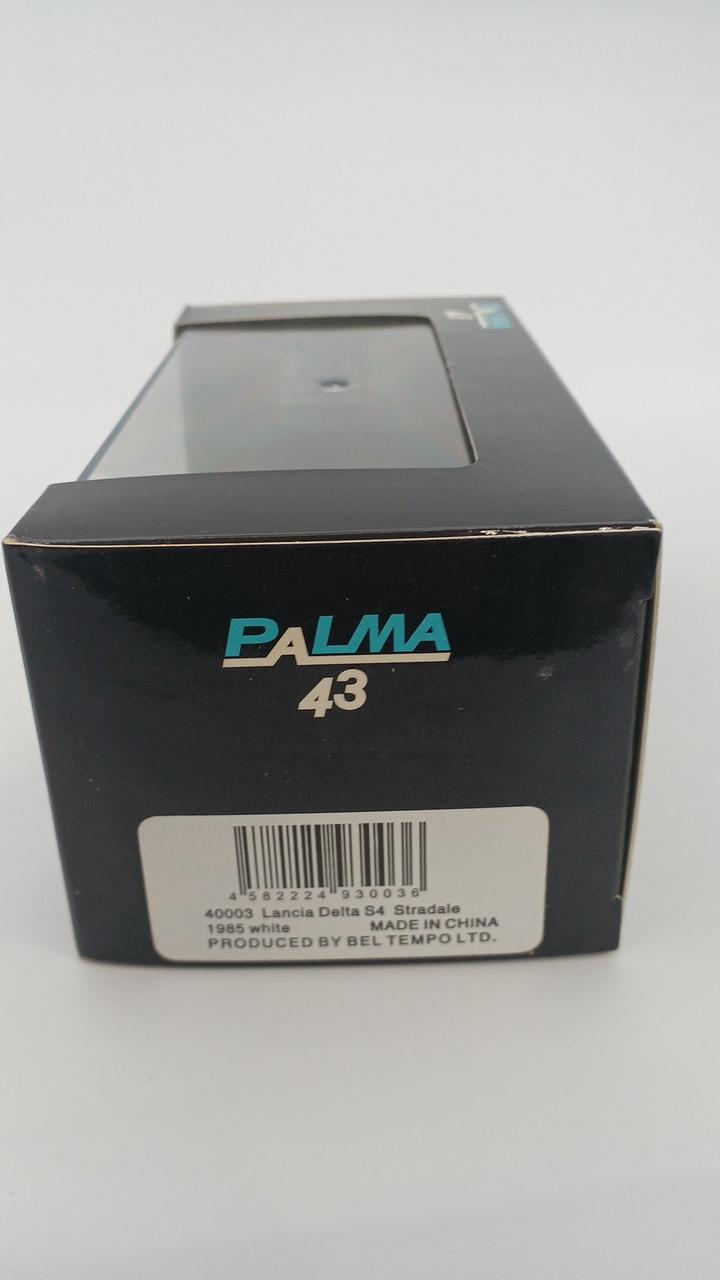 PALMA
43
4 582224 930036
40003 Lancia Delta S4 Stradale
1985 white MADE IN CHINA
PRODUCED BY BEL TEMPO LTD.